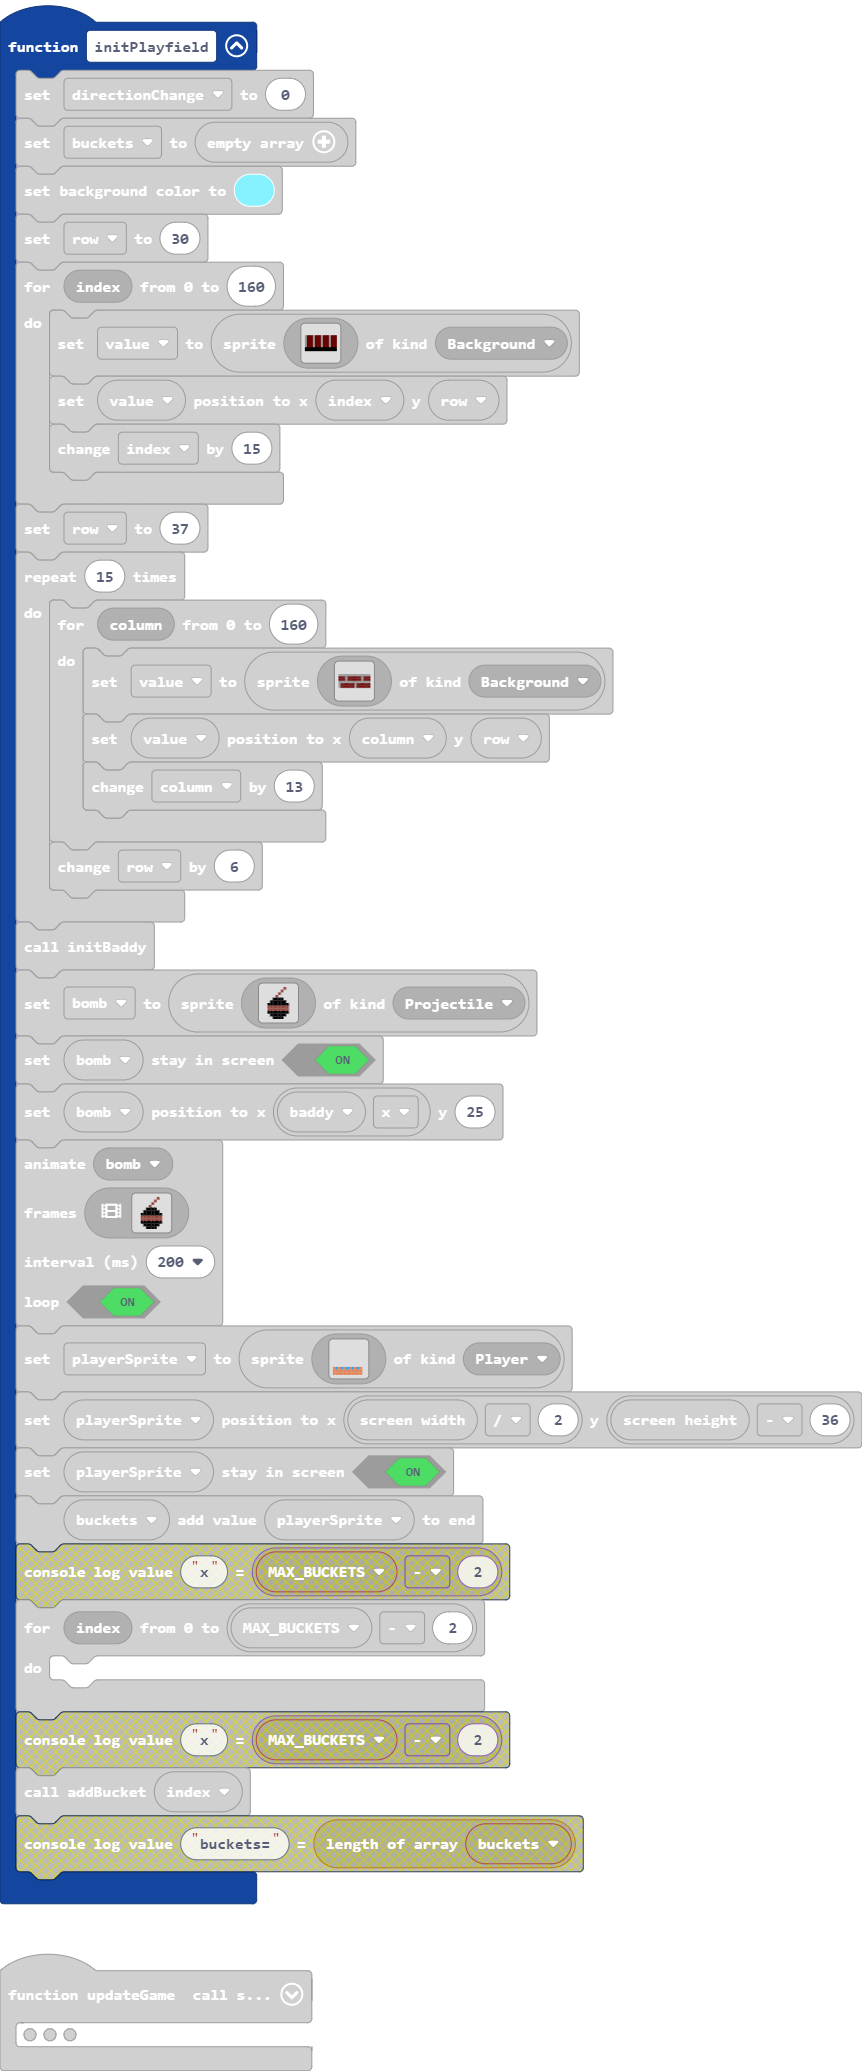 function initPlayfield
set directionChange to 0
set buckets to empty array
set background color to
set row to 30
for index from 0 to 160
do
set value to sprite of kind Background
set value position to x index y row
change index by 15
set row to 37
repeat 15 times
do
for column from 0 to 160
do
set value to sprite of kind Background
set value position to x column y row
change column by 13
change row by 6
call initBaddy
set bomb to sprite of kind Projectile
set bomb stay in screen ON
set bomb position to x baddy x y 25
animate bomb
frames
interval (ms) 200
loop ON
set playerSprite to sprite of kind Player
set playerSprite position to x screen width / 2 y screen height - 36
set playerSprite stay in screen ON
buckets add value playerSprite to end
console log value "x" = MAX_BUCKETS - 2
for index from 0 to MAX_BUCKETS - 2
do
console log value "x" = MAX_BUCKETS - 2
call addBucket index
console log value "buckets=" = length of array buckets
function updateGame call s...